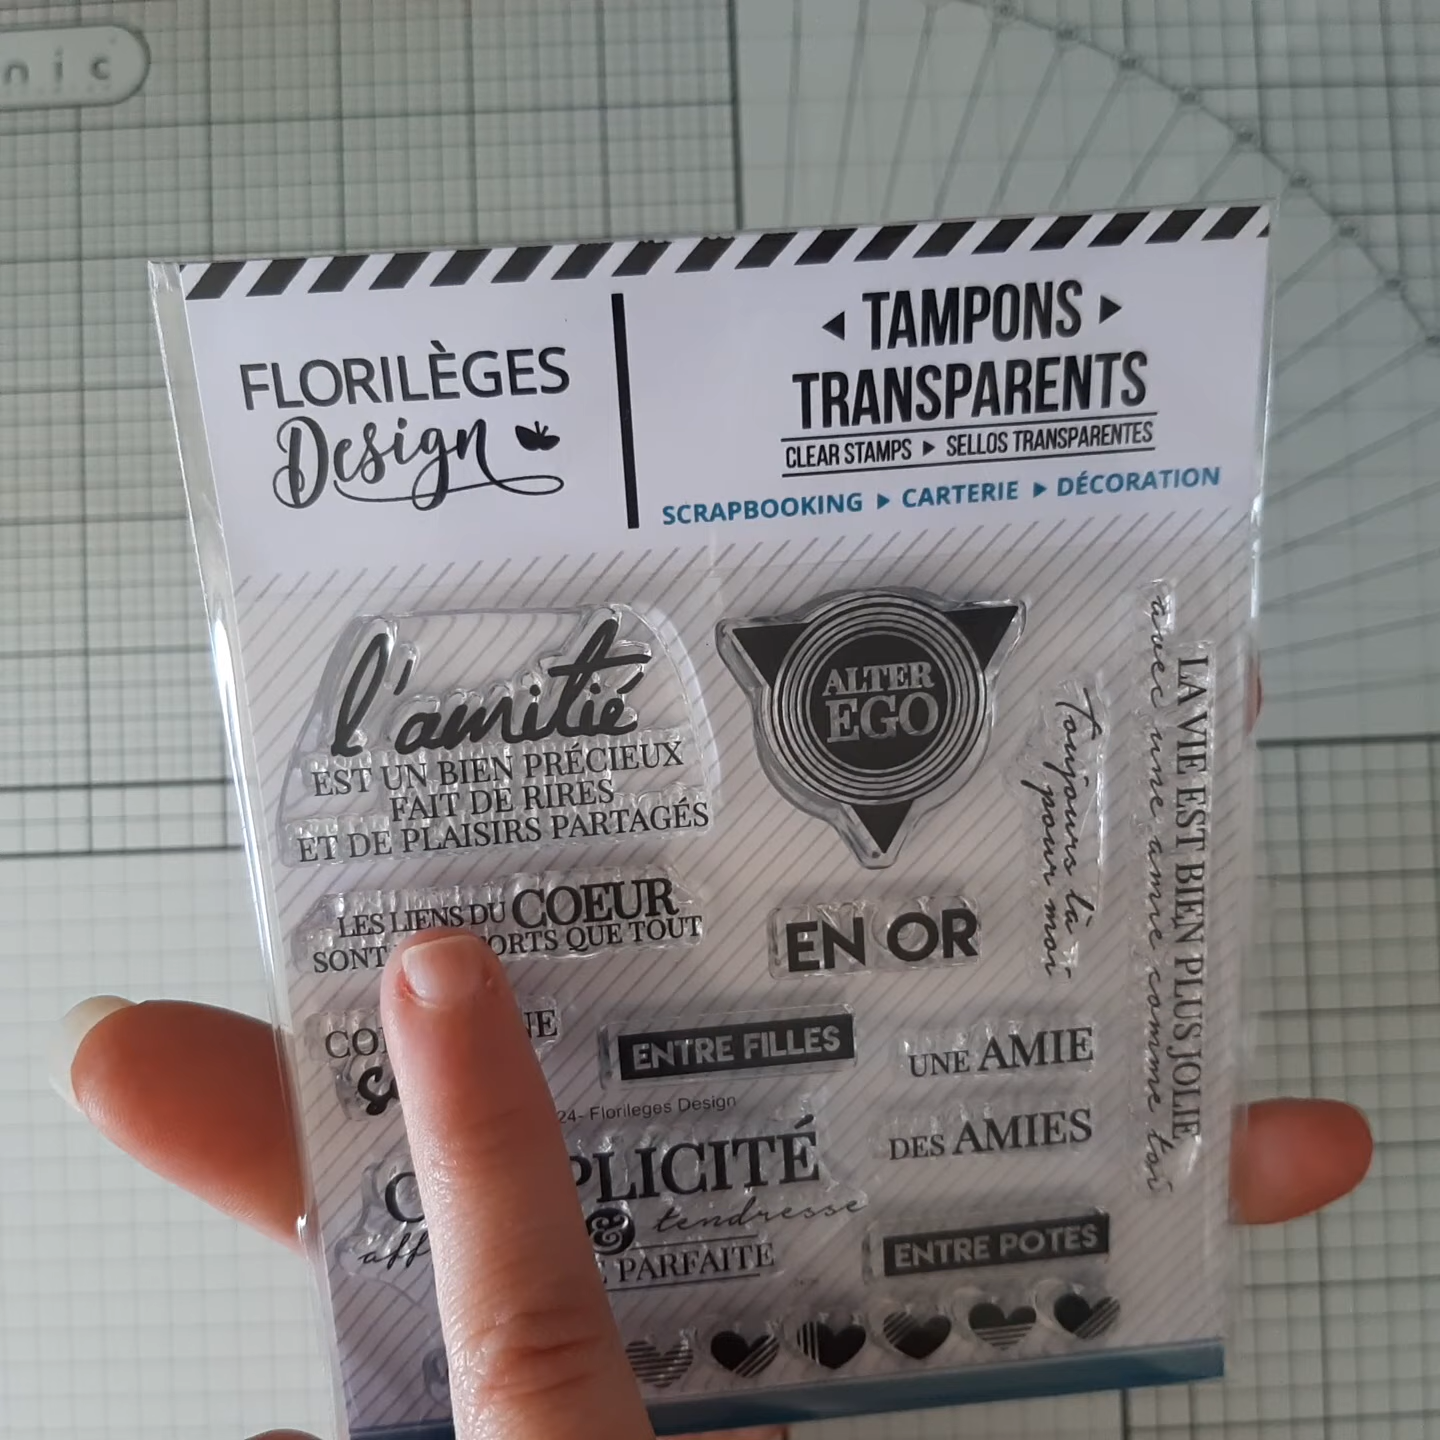 nic
FLORILÈGES
Design
TAMPONS
TRANSPARENTS
CLEAR STAMPS SELLOS TRANSPARENTES
SCRAPBOOKING CARTERIE DÉCORATION
l'amitié
EST UN BIEN PRÉCIEUX
FAIT DE RIRES
ET DE PLAISIRS PARTAGÉS
ALTER
EGO
toujours là
pour moi
LA VIE EST BIEN PLUS JOLIE
avec une amie comme toi
LES LIENS DU COEUR
SONT ORTS QUE TOUT
EN OR
ENTRE FILLES
UNE AMIE
24- Florileges Design
PLICITÉ
DES AMIES
& tendresse
PARFAITE
ENTRE POTES